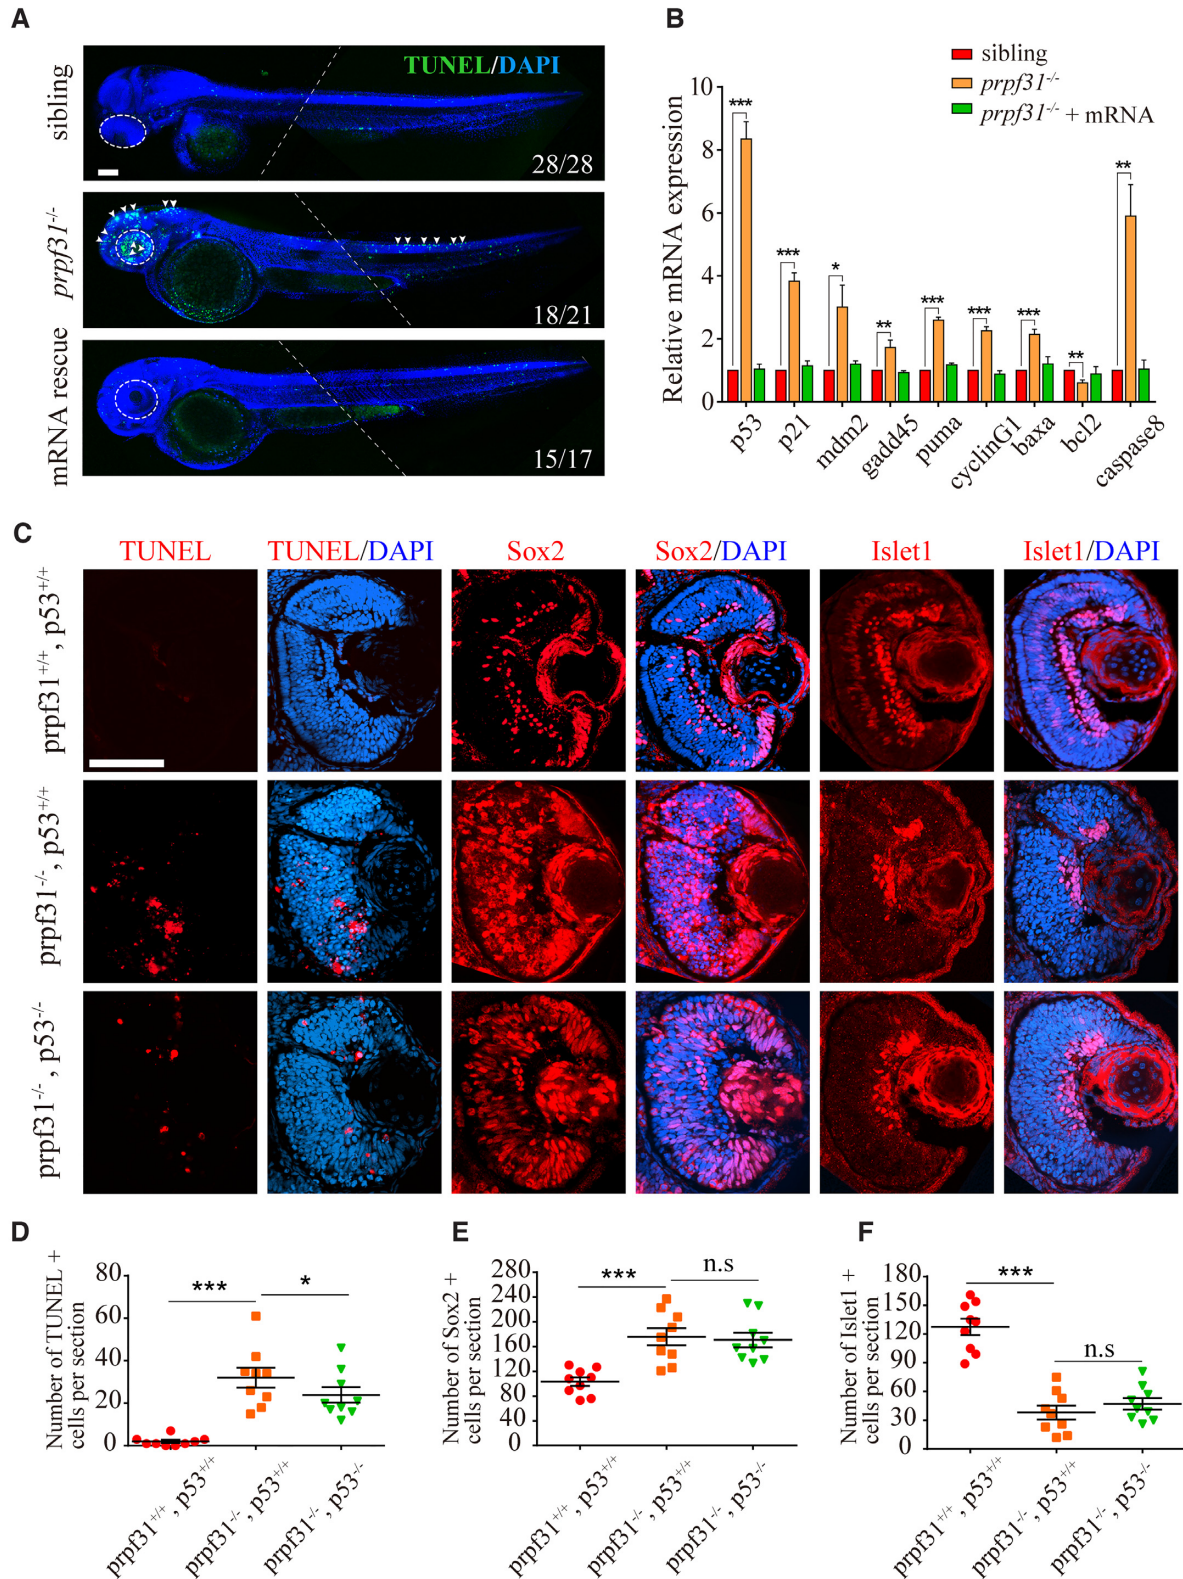 A
sibling
TUNEL/DAPI
28/28
prpf31-/-
18/21
mRNA rescue
15/17
B
sibling
prpf31-/-
prpf31-/- + mRNA
Relative mRNA expression
10
8
6
4
2
0
***
***
*
**
***
***
***
**
**
p53
p21
mdm2
gadd45
puma
cyclinG1
baxa
bcl2
caspase8
C
TUNEL
TUNEL/DAPI
Sox2
Sox2/DAPI
Islet1
Islet1/DAPI
prpf31+/+, p53+/+
prpf31-/-, p53+/+
prpf31-/-, p53-/-
D
Number of TUNEL +
cells per section
80
60
40
20
0
***
*
prpf31+/+, p53+/+
prpf31-/-, p53+/+
prpf31-/-, p53-/-
E
Number of Sox2 +
cells per section
280
240
200
160
120
80
40
0
***
n.s
prpf31+/+, p53+/+
prpf31-/-, p53+/+
prpf31-/-, p53-/-
F
Number of Islet1 +
cells per section
180
150
120
90
60
30
0
***
n.s
prpf31+/+, p53+/+
prpf31-/-, p53+/+
prpf31-/-, p53-/-